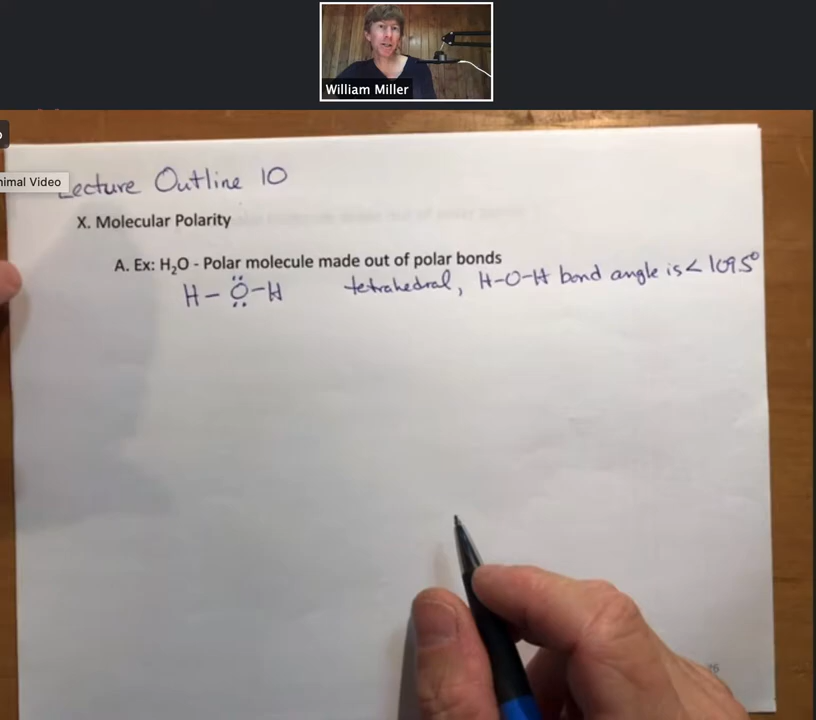 William Miller
nimal Video
Lecture Outline 10
X. Molecular Polarity
A. Ex: H₂O - Polar molecule made out of polar bonds
H–Ö̤–H tetrahedral, H-O-H bond angle is < 109.5°